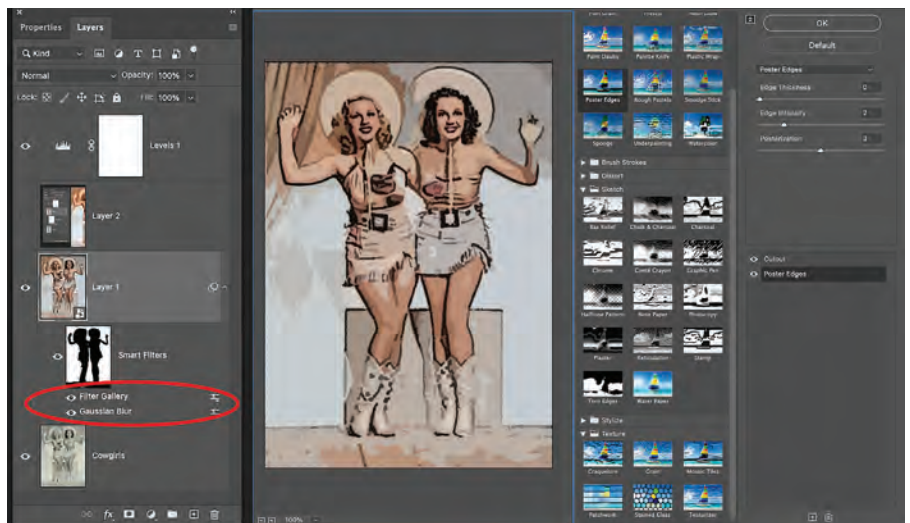 Properties Layers
Kind
Normal Opacity: 100%
Lock: Fill: 100%
Levels 1
Layer 2
Layer 1
Smart Filters
Filter Gallery
Gaussian Blur
Cowgirls
fx
100%
Paint Daubs Palette Knife Plastic Wrap
Poster Edges Rough Pastels Smudge Stick
Sponge Underpainting Watercolor
Brush Strokes
Distort
Sketch
Bas Relief Chalk & Charcoal Charcoal
Chrome Conté Crayon Graphic Pen
Halftone Pattern Note Paper Photocopy
Plaster Reticulation Stamp
Torn Edges Water Paper
Stylize
Texture
Craquelure Grain Mosaic Tiles
Patchwork Stained Glass Texturizer
OK
Default
Poster Edges
Edge Thickness 0
Edge Intensity 2
Posterization 3
Cutout
Poster Edges